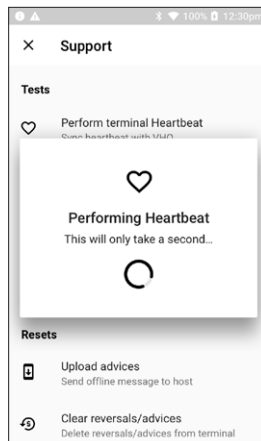 100% 12:30pm
Support
Tests
Perform terminal Heartbeat
Sync heartbeat with VHQ
Performing Heartbeat
This will only take a second...
Resets
Upload advices
Send offline message to host
Clear reversals/advices
Delete reversals/advices from terminal